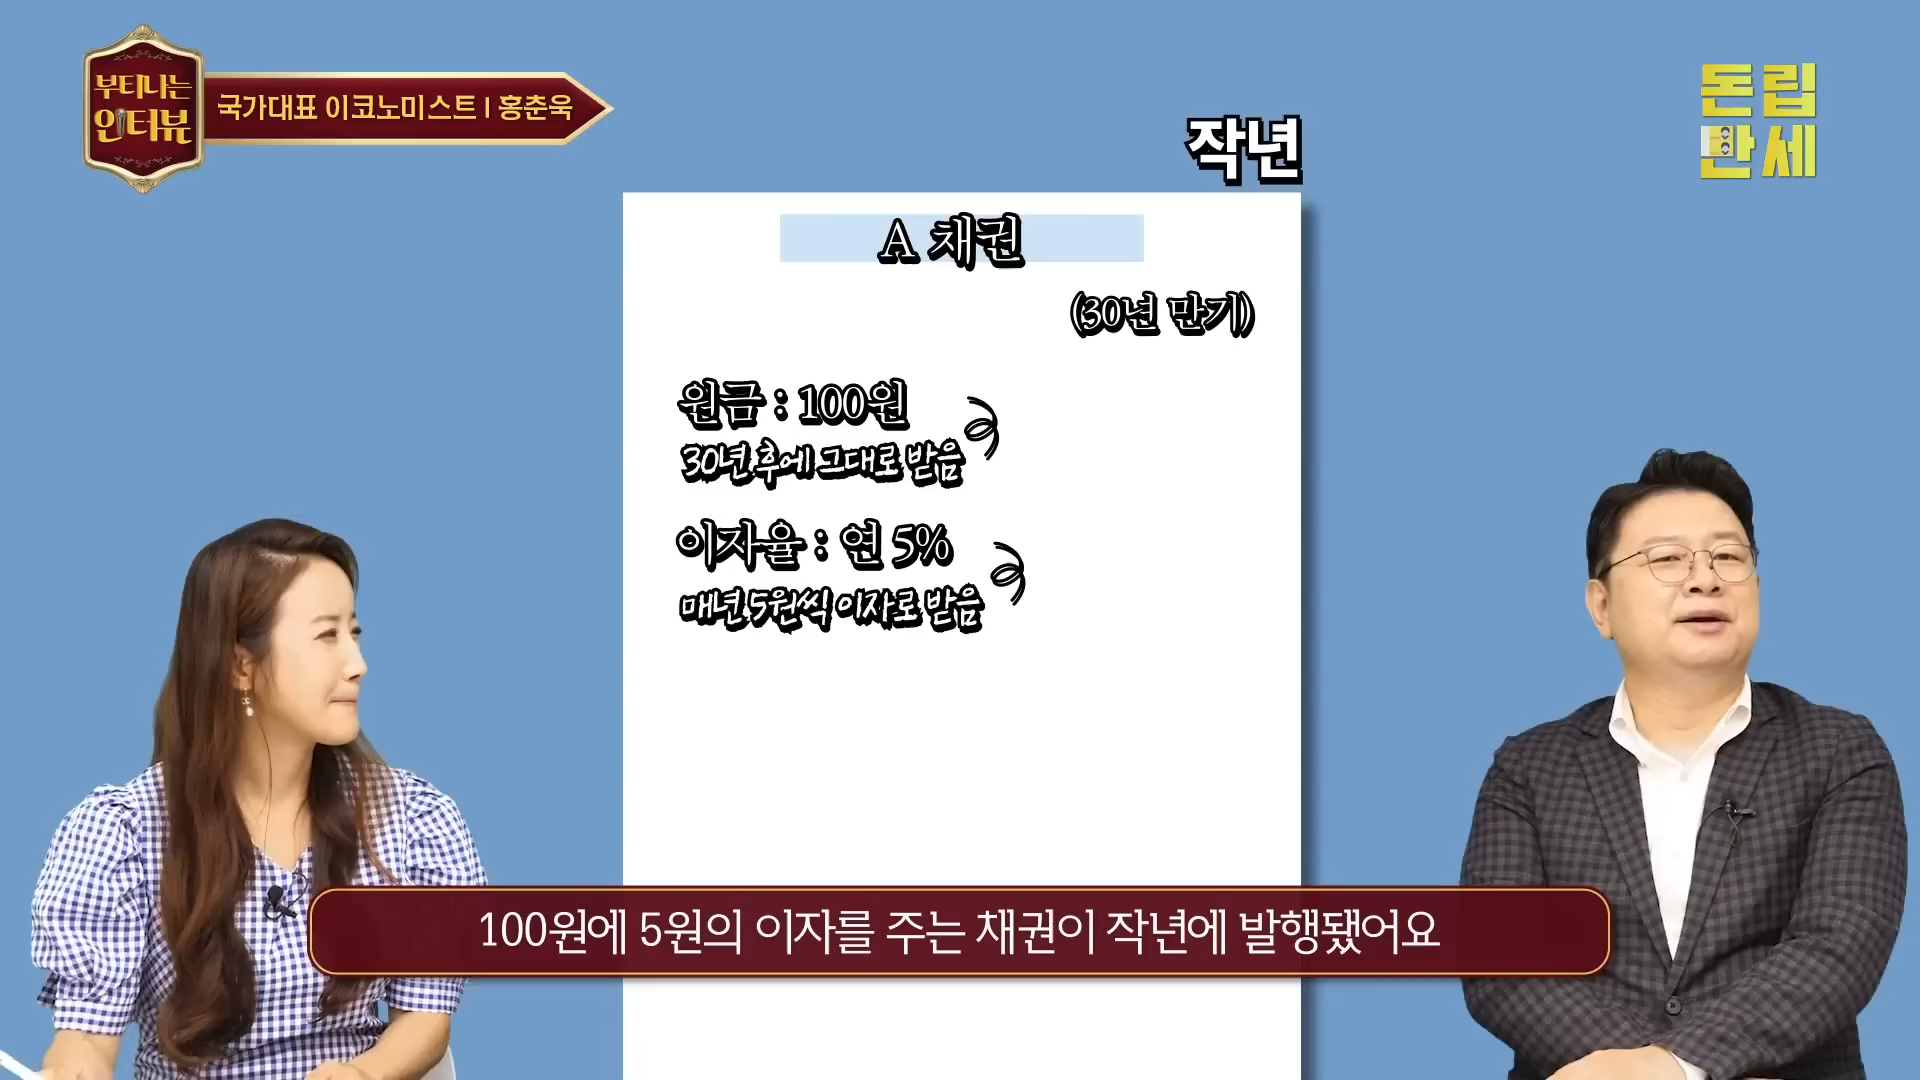 부티나는
인터뷰
국가대표 이코노미스트 | 홍춘욱
돈립
만세
작년
A 채권
(30년 만기)
원금 : 100원
30년 후에 그대로 받음
이자율 : 연 5%
매년 5원씩 이자로 받음
100원에 5원의 이자를 주는 채권이 작년에 발행됐어요